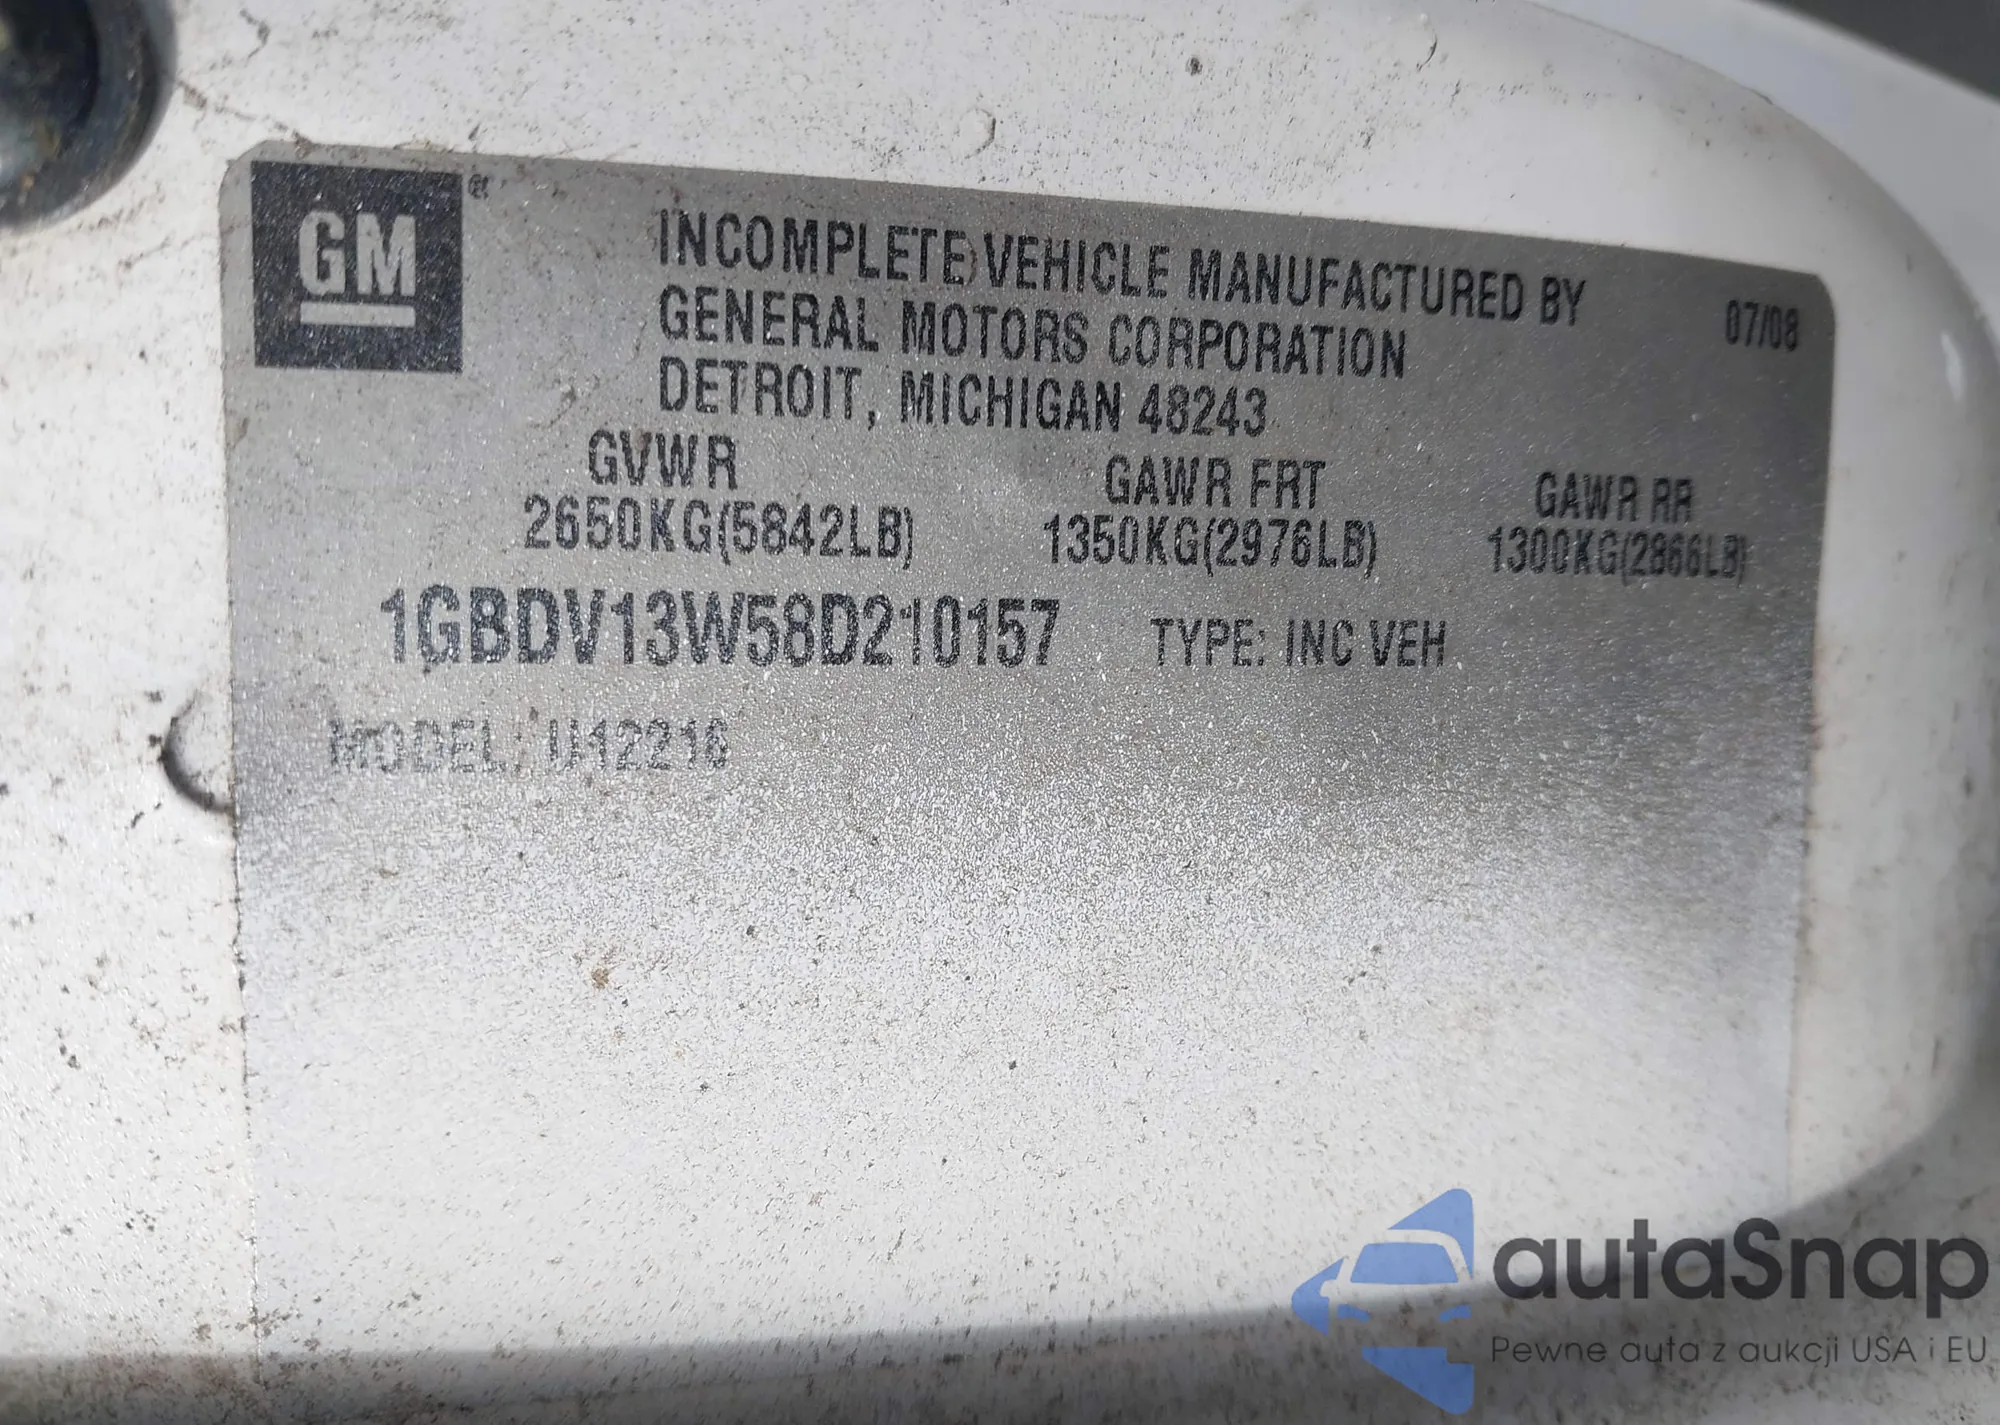 GM ®
INCOMPLETE VEHICLE MANUFACTURED BY
GENERAL MOTORS CORPORATION
DETROIT, MICHIGAN 48243
07/08
GVWR
2650KG(5842LB)
GAWR FRT
1350KG(2976LB)
GAWR RR
1300KG(2866LB)
1GBDV13W58D210157
TYPE: INC VEH
MODEL: U12216
autaSnap
Pewne auta z aukcji USA i EU